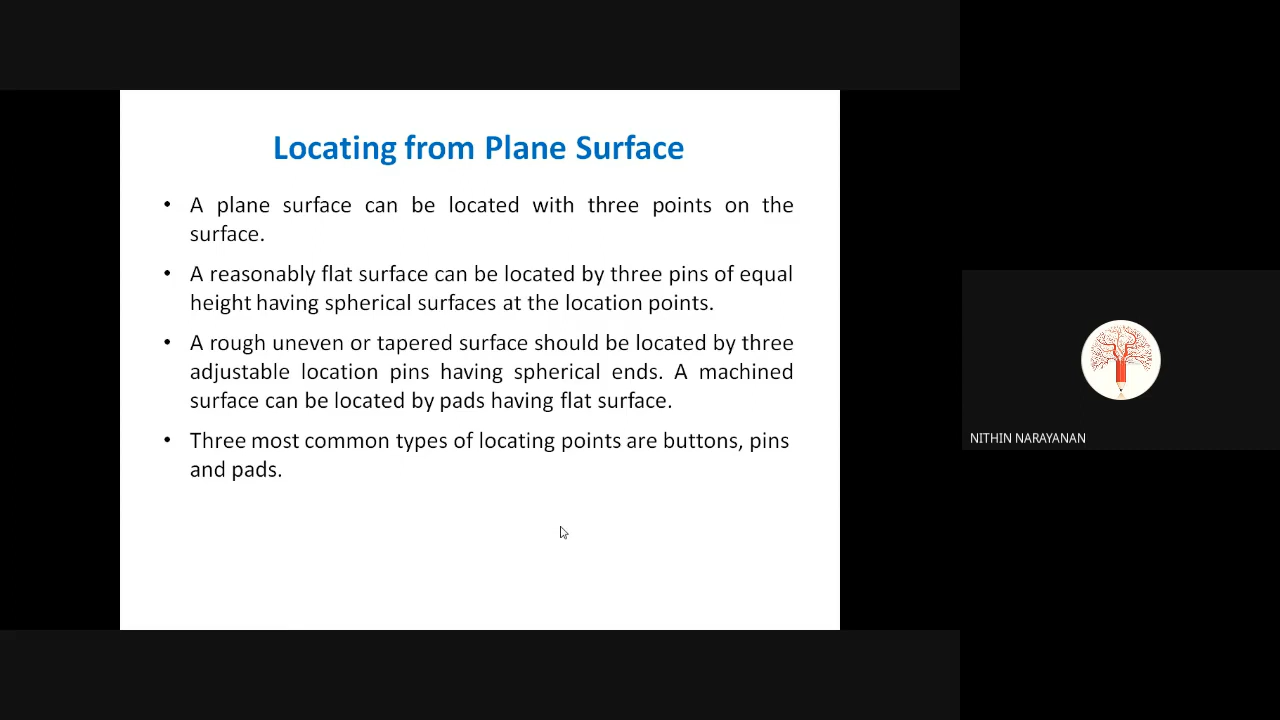 Locating from Plane Surface
• A plane surface can be located with three points on the
surface.
• A reasonably flat surface can be located by three pins of equal
height having spherical surfaces at the location points.
• A rough uneven or tapered surface should be located by three
adjustable location pins having spherical ends. A machined
surface can be located by pads having flat surface.
• Three most common types of locating points are buttons, pins
and pads.
NITHIN NARAYANAN